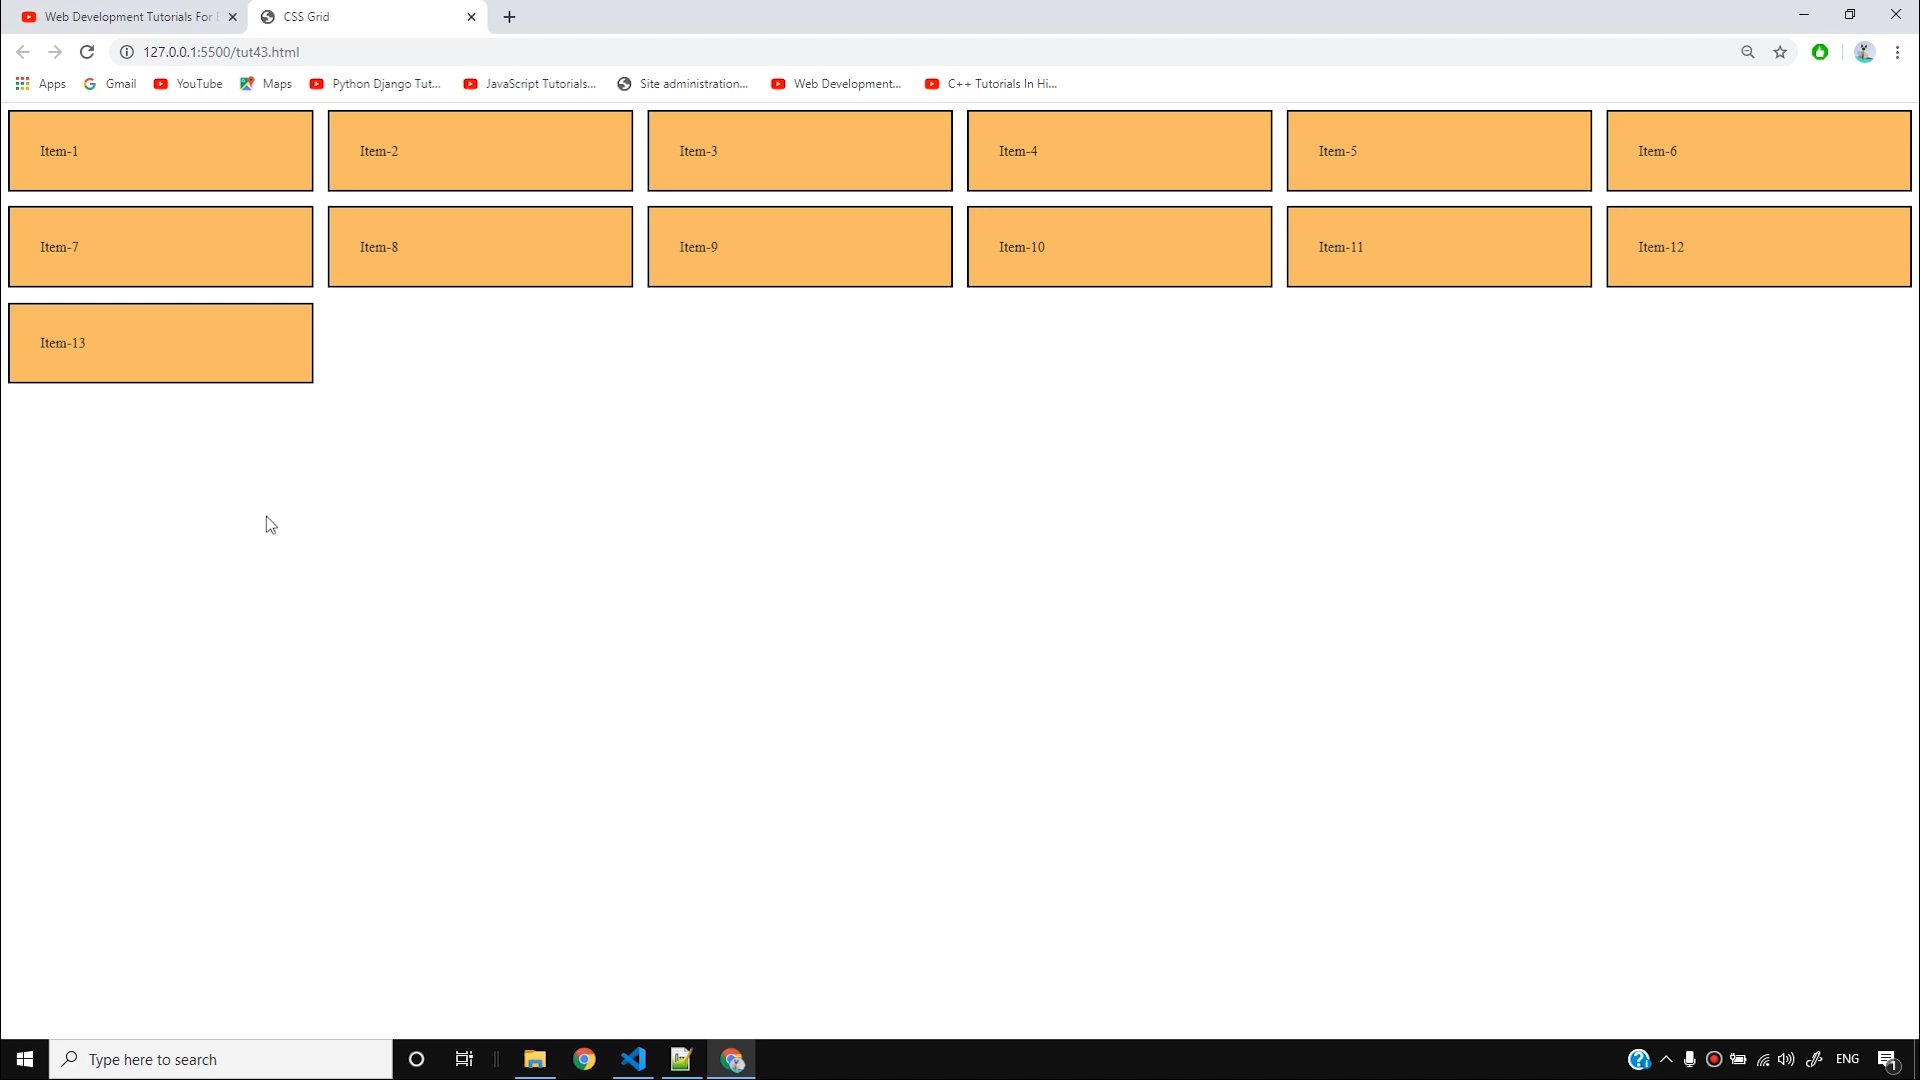 Web Development Tutorials For
CSS Grid
127.0.0.1:5500/tut43.html
Apps Gmail YouTube Maps Python Django Tut... JavaScript Tutorials... Site administration... Web Development... C++ Tutorials In Hi...
Item-1 Item-2 Item-3 Item-4 Item-5 Item-6
Item-7 Item-8 Item-9 Item-10 Item-11 Item-12
Item-13
Type here to search
ENG
1